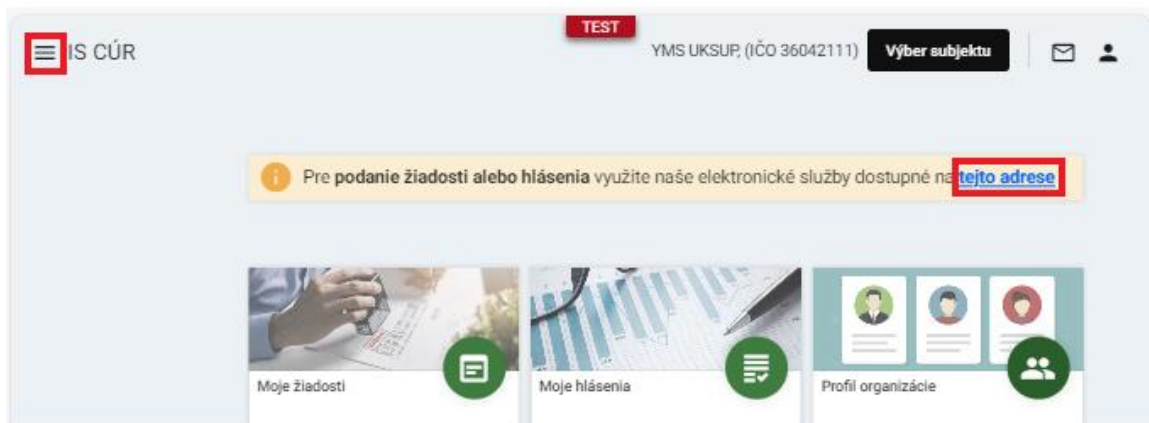 TEST
IS CÚR
YMS UKSUP, (IČO 36042111) Výber subjektu
Pre podanie žiadosti alebo hlásenia využite naše elektronické služby dostupné na tejto adrese
Moje žiadosti
Moje hlásenia
Profil organizácie